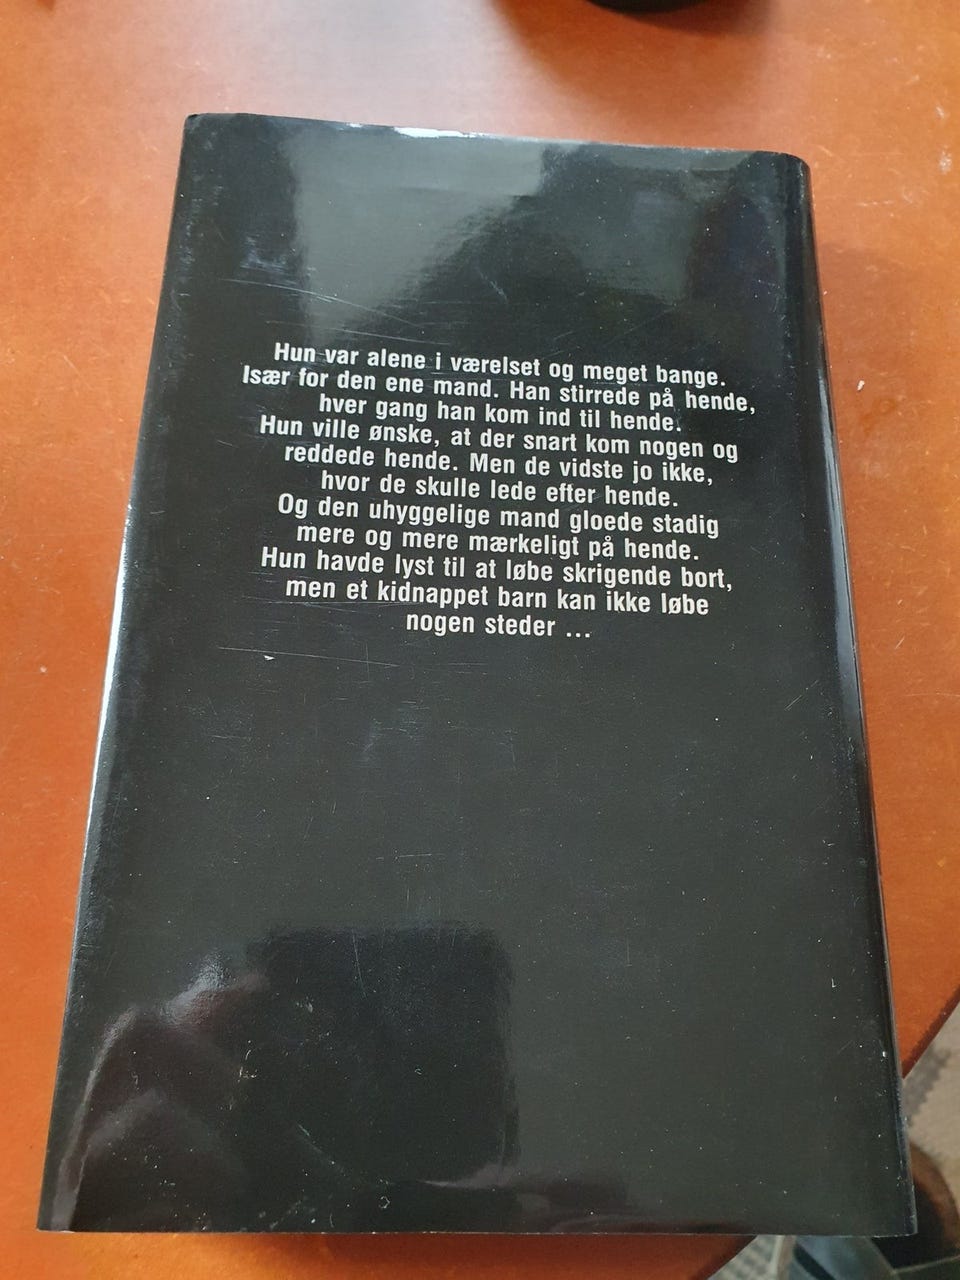 Hun var alene i værelset og meget bange.
Især for den ene mand. Han stirrede på hende,
hver gang han kom ind til hende.
Hun ville ønske, at der snart kom nogen og
reddede hende. Men de vidste jo ikke,
hvor de skulle lede efter hende.
Og den uhyggelige mand gloede stadig
mere og mere mærkeligt på hende.
Hun havde lyst til at løbe skrigende bort,
men et kidnappet barn kan ikke løbe
nogen steder ...